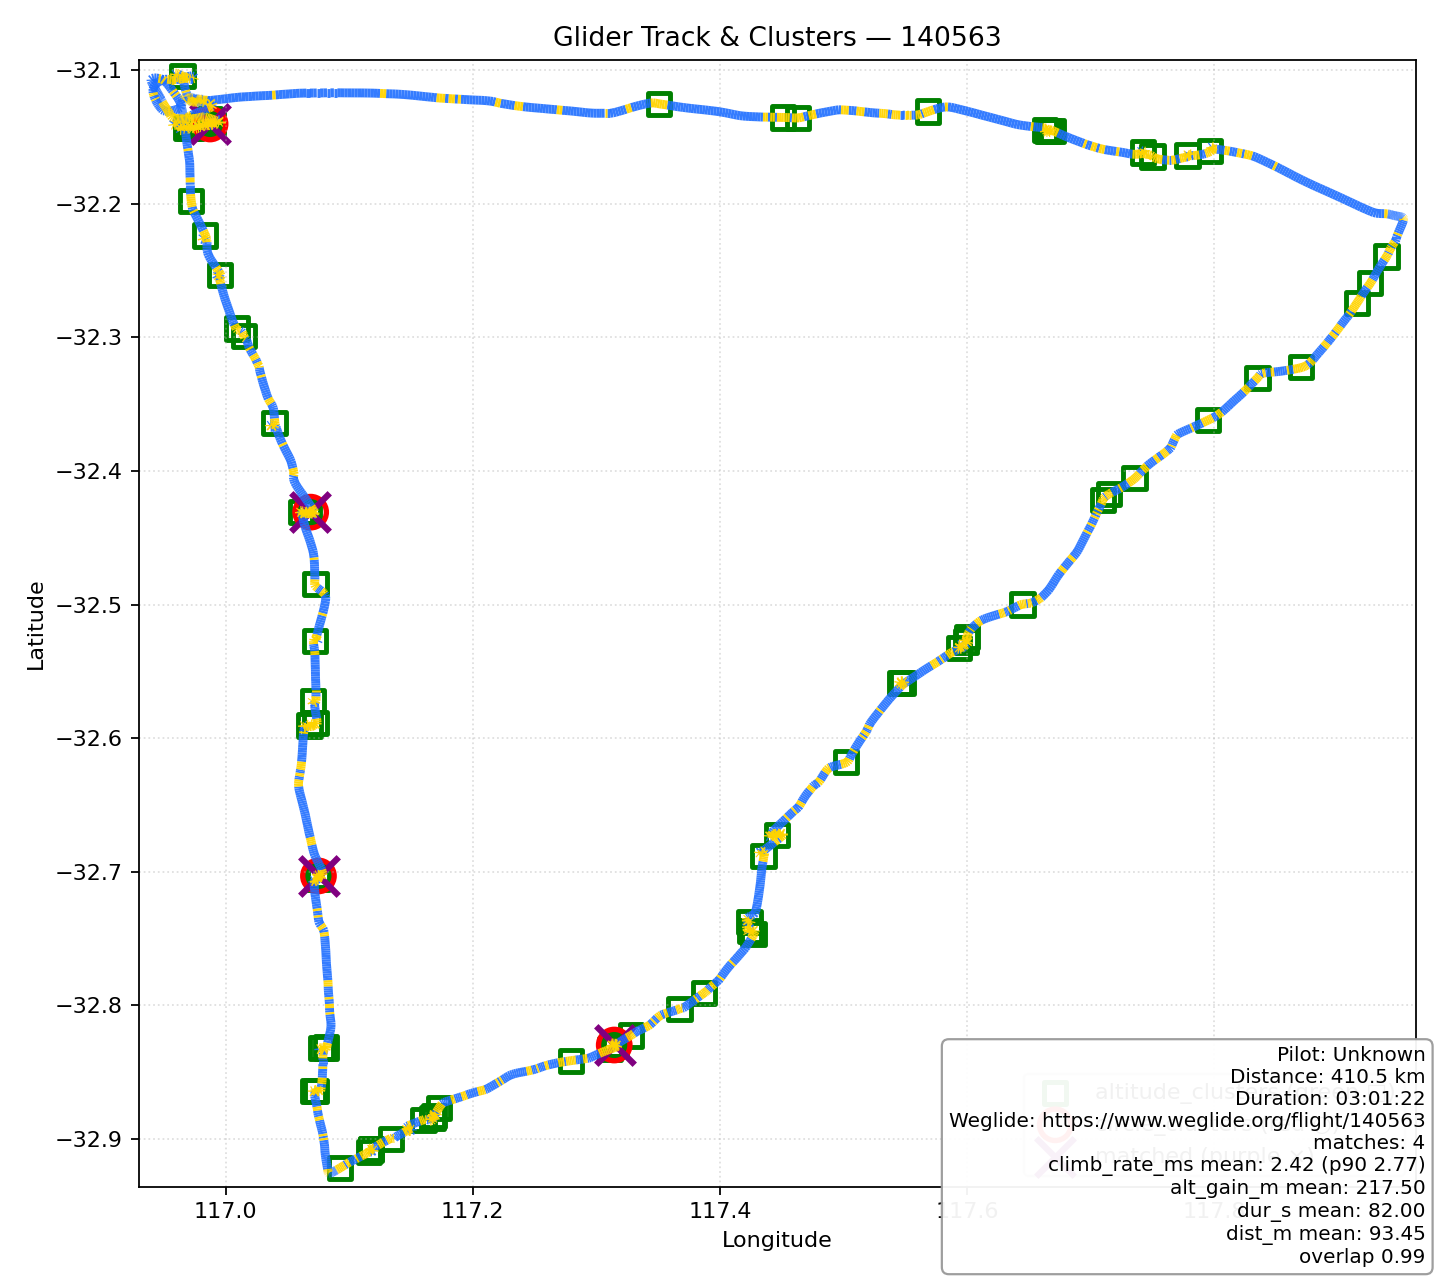 Glider Track & Clusters — 140563
−32.1
−32.2
−32.3
−32.4
−32.5
−32.6
−32.7
−32.8
−32.9
Latitude
117.0
117.2
117.4
117.6
Longitude
Pilot: Unknown
Distance: 410.5 km
Duration: 03:01:22
Weglide: https://www.weglide.org/flight/140563
matches: 4
climb_rate_ms mean: 2.42 (p90 2.77)
alt_gain_m mean: 217.50
dur_s mean: 82.00
dist_m mean: 93.45
overlap 0.99